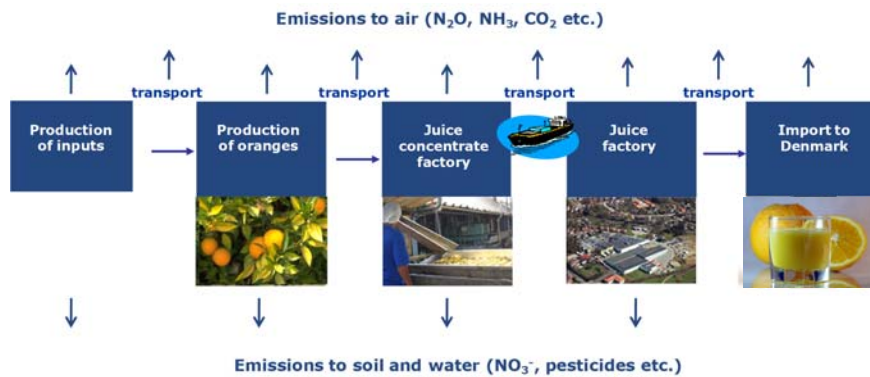 Emissions to air (N₂O, NH₃, CO₂ etc.)
transport transport transport transport
Production
of inputs
Production
of oranges
Juice
concentrate
factory
Juice
factory
Import to
Denmark
Emissions to soil and water (NO₃⁻, pesticides etc.)